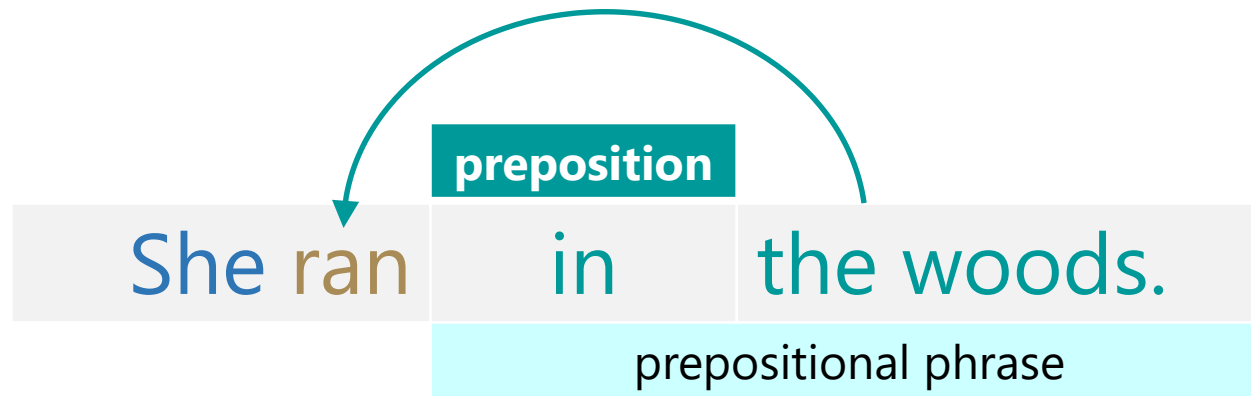 preposition
She ran in the woods.
prepositional phrase